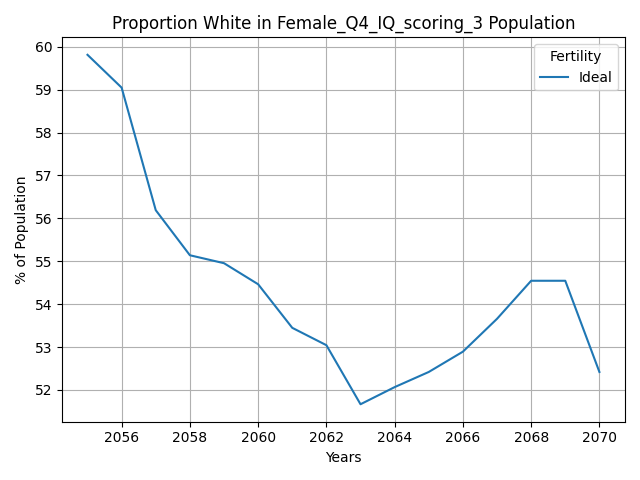 Proportion White in Female_Q4_IQ_scoring_3 Population
Fertility
Ideal
% of Population
60
59
58
57
56
55
54
53
52
2056 2058 2060 2062 2064 2066 2068 2070
Years